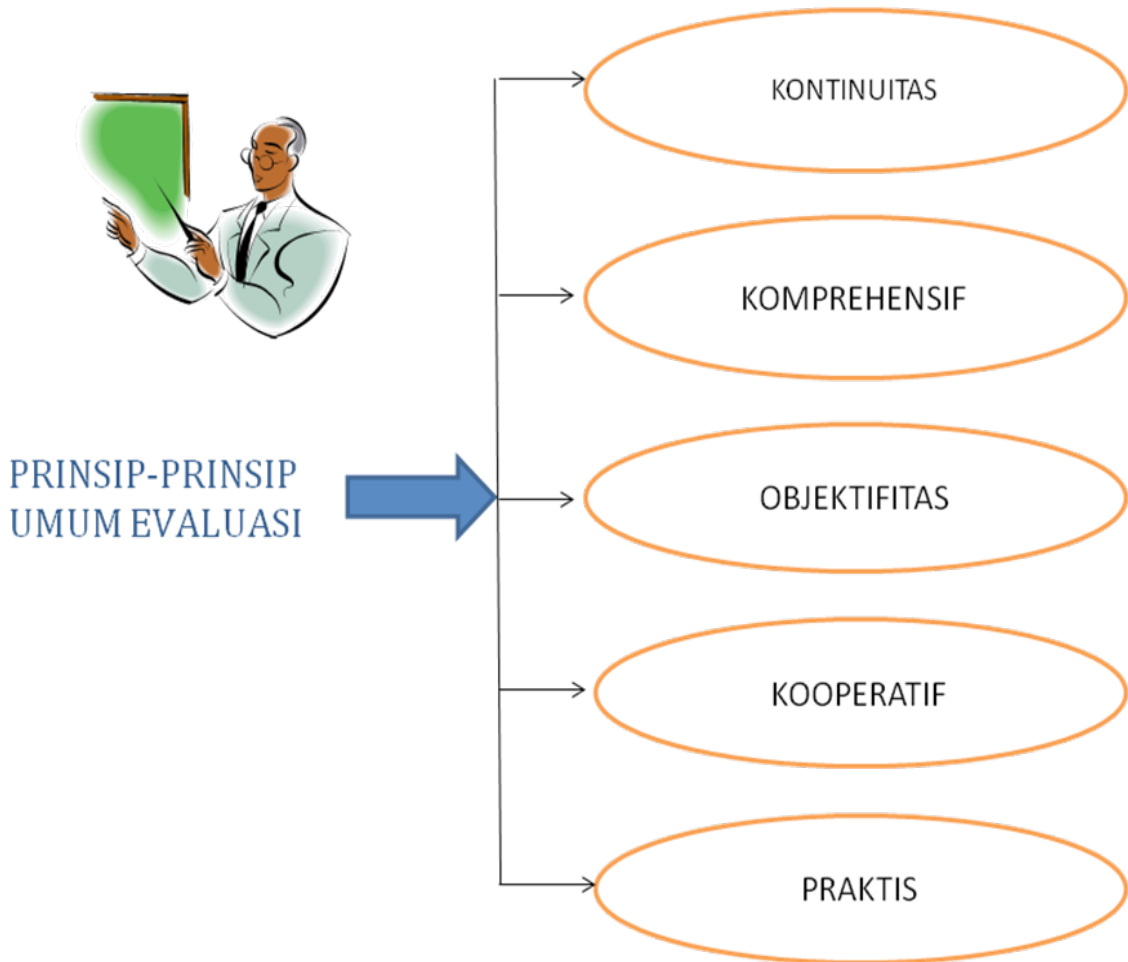 KONTINUITAS
KOMPREHENSIF
PRINSIP-PRINSIP
UMUM EVALUASI
OBJEKTIFITAS
KOOPERATIF
PRAKTIS